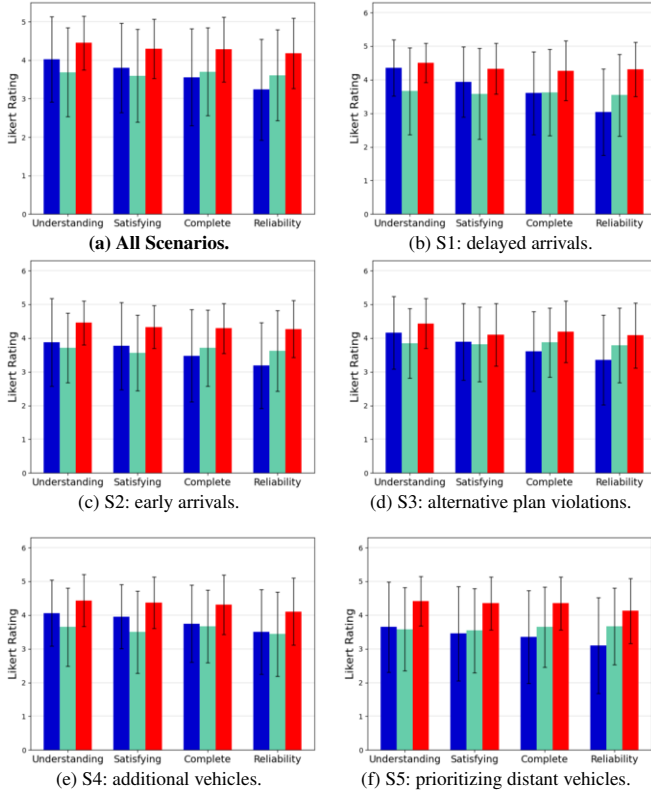 5
4
3
2
1
0
Likert Rating
Understanding Satisfying Complete Reliability
(a) All Scenarios.
6
5
4
3
2
1
0
Likert Rating
Understanding Satisfying Complete Reliability
(b) S1: delayed arrivals.
6
5
4
3
2
1
0
Likert Rating
Understanding Satisfying Complete Reliability
(c) S2: early arrivals.
6
5
4
3
2
1
0
Likert Rating
Understanding Satisfying Complete Reliability
(d) S3: alternative plan violations.
6
5
4
3
2
1
0
Likert Rating
Understanding Satisfying Complete Reliability
(e) S4: additional vehicles.
6
5
4
3
2
1
0
Likert Rating
Understanding Satisfying Complete Reliability
(f) S5: prioritizing distant vehicles.